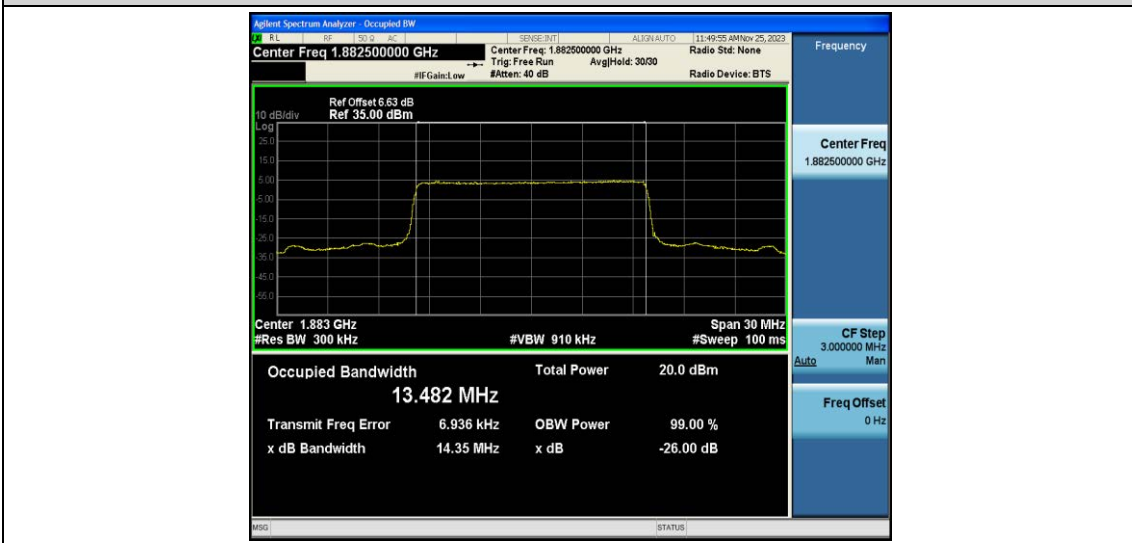 Agilent Spectrum Analyzer - Occupied BW
RL RF 50 Ω AC SENSE:INT ALIGNAUTO 11:49:55 AM Nov 25, 2023
Center Freq 1.882500000 GHz
Center Freq: 1.882500000 GHz
Radio Std: None
Trig: Free Run Avg|Hold: 30/30
#IFGain:Low #Atten: 40 dB Radio Device: BTS
Frequency
Ref Offset 6.63 dB
10 dB/div Ref 35.00 dBm
Log
25.0
15.0
5.00
-5.00
-15.0
-25.0
-35.0
-45.0
-55.0
Center 1.883 GHz Span 30 MHz
#Res BW 300 kHz #VBW 910 kHz #Sweep 100 ms
Occupied Bandwidth Total Power 20.0 dBm
13.482 MHz
Transmit Freq Error 6.936 kHz OBW Power 99.00 %
x dB Bandwidth 14.35 MHz x dB -26.00 dB
Center Freq
1.882500000 GHz
CF Step
3.000000 MHz
Auto Man
Freq Offset
0 Hz
MSG STATUS